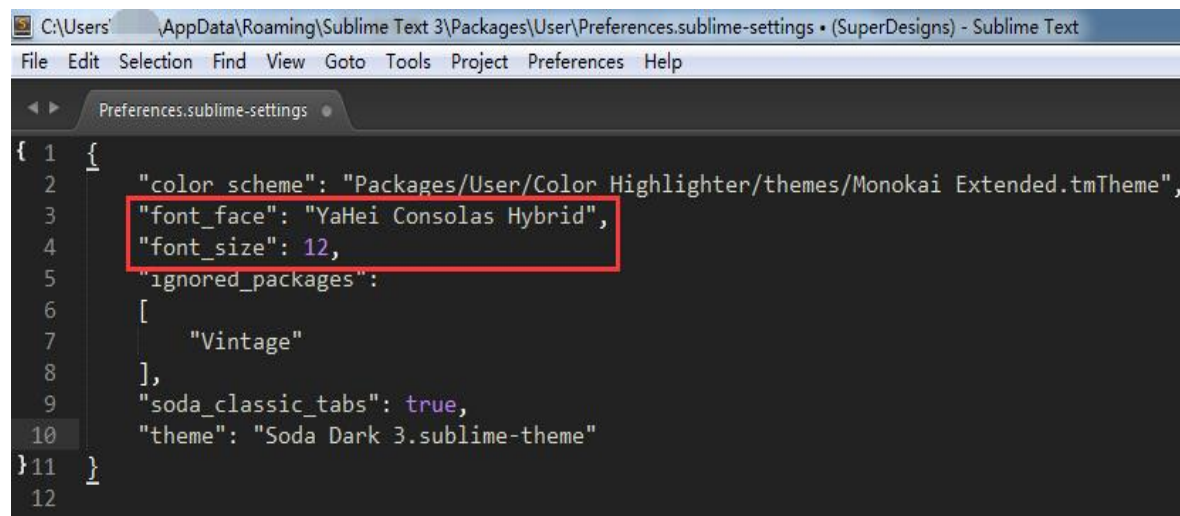 C:\Users\ \AppData\Roaming\Sublime Text 3\Packages\User\Preferences.sublime-settings • (SuperDesigns) - Sublime Text
File Edit Selection Find View Goto Tools Project Preferences Help
Preferences.sublime-settings
{ 1 {
2 "color_scheme": "Packages/User/Color Highlighter/themes/Monokai Extended.tmTheme",
3 "font_face": "YaHei Consolas Hybrid",
4 "font_size": 12,
5 "ignored_packages":
6 [
7 "Vintage"
8 ],
9 "soda_classic_tabs": true,
10 "theme": "Soda Dark 3.sublime-theme"
}11 }
12